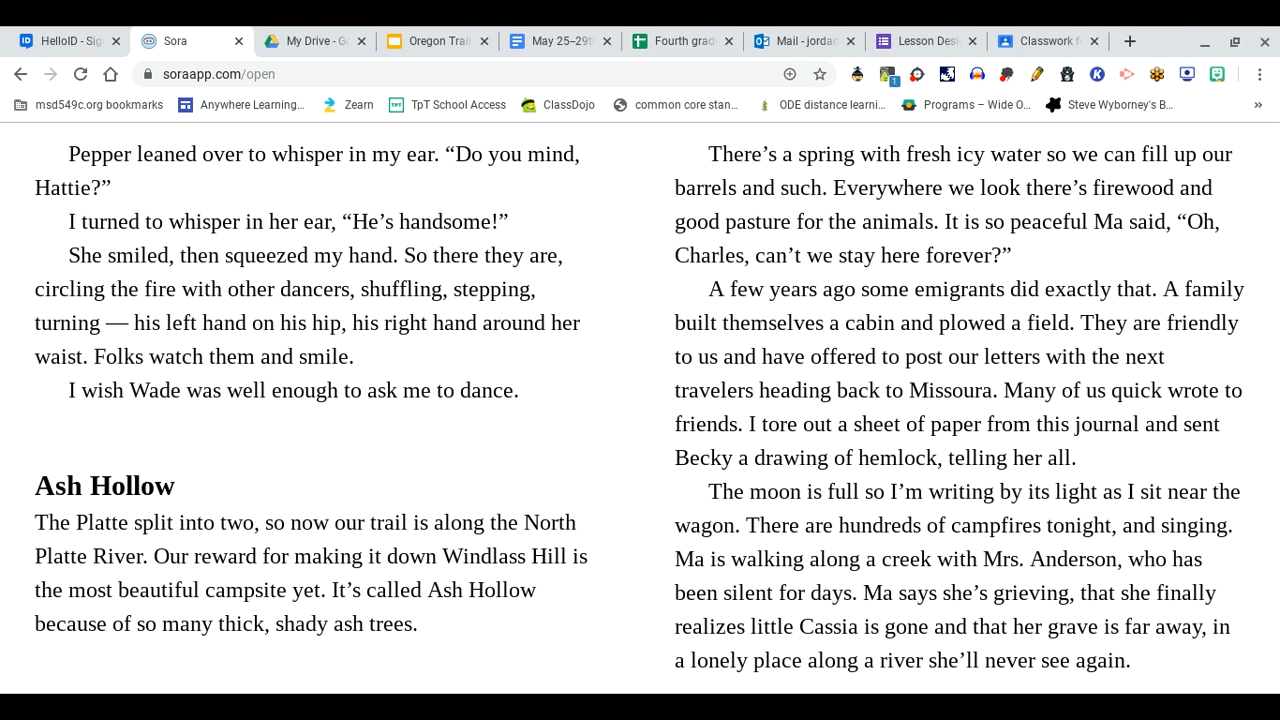 HelloID - Sig
Sora
My Drive - Go
Oregon Trail
May 25–29th
Fourth grad
Mail - jordan
Lesson Desi
Classwork f
soraapp.com/open
1
msd549c.org bookmarks
Anywhere Learning...
Zearn
TpT School Access
ClassDojo
common core stan...
ODE distance learni...
Programs – Wide O...
Steve Wyborney's B...
»
Pepper leaned over to whisper in my ear. “Do you mind,
Hattie?”
I turned to whisper in her ear, “He’s handsome!”
She smiled, then squeezed my hand. So there they are,
circling the fire with other dancers, shuffling, stepping,
turning — his left hand on his hip, his right hand around her
waist. Folks watch them and smile.
I wish Wade was well enough to ask me to dance.
Ash Hollow
The Platte split into two, so now our trail is along the North
Platte River. Our reward for making it down Windlass Hill is
the most beautiful campsite yet. It’s called Ash Hollow
because of so many thick, shady ash trees.
There’s a spring with fresh icy water so we can fill up our
barrels and such. Everywhere we look there’s firewood and
good pasture for the animals. It is so peaceful Ma said, “Oh,
Charles, can’t we stay here forever?”
A few years ago some emigrants did exactly that. A family
built themselves a cabin and plowed a field. They are friendly
to us and have offered to post our letters with the next
travelers heading back to Missoura. Many of us quick wrote to
friends. I tore out a sheet of paper from this journal and sent
Becky a drawing of hemlock, telling her all.
The moon is full so I’m writing by its light as I sit near the
wagon. There are hundreds of campfires tonight, and singing.
Ma is walking along a creek with Mrs. Anderson, who has
been silent for days. Ma says she’s grieving, that she finally
realizes little Cassia is gone and that her grave is far away, in
a lonely place along a river she’ll never see again.